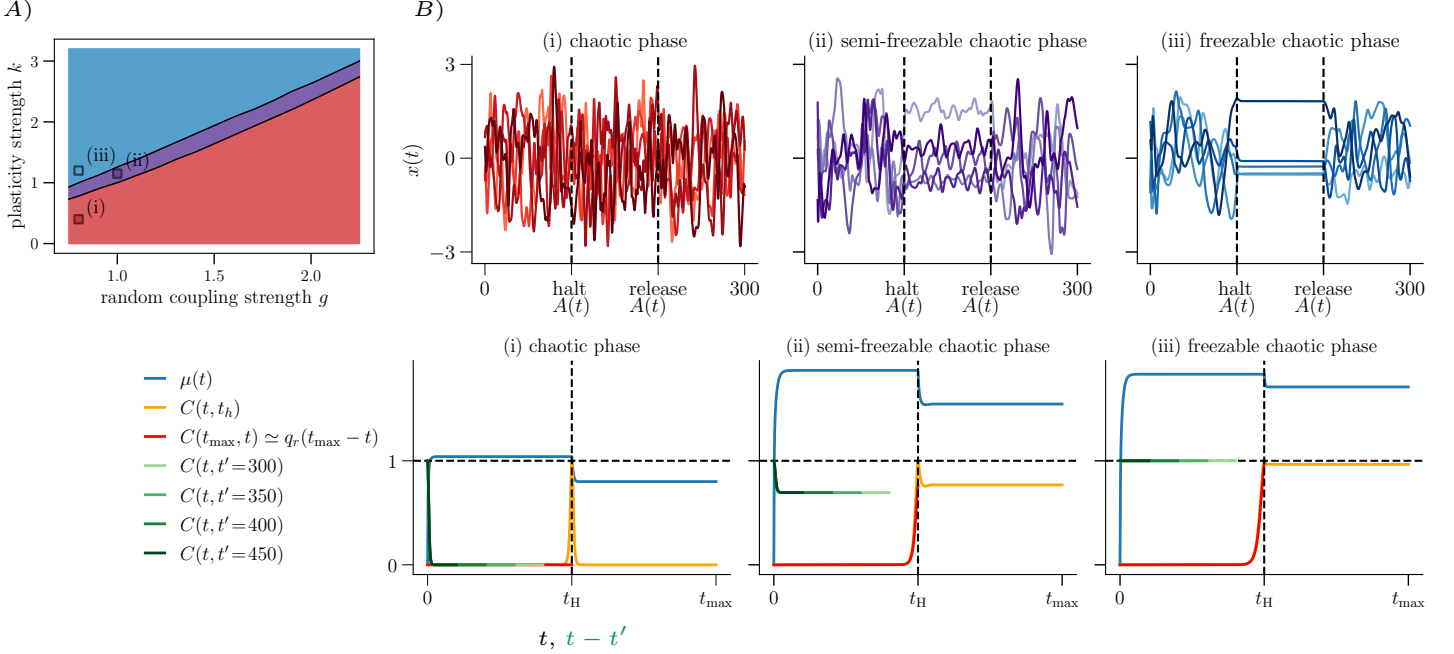 A)
plasticity strength k
3
2
1
0
(iii)
(ii)
(i)
1.0
1.5
2.0
random coupling strength g
B)
(i) chaotic phase
(ii) semi-freezable chaotic phase
(iii) freezable chaotic phase
x(t)
3
0
−3
0
halt
A(t)
release
A(t)
300
0
halt
A(t)
release
A(t)
300
0
halt
A(t)
release
A(t)
300
μ(t)
C(t, t_h)
C(t_max, t) ≃ q_r(t_max − t)
C(t, t′=300)
C(t, t′=350)
C(t, t′=400)
C(t, t′=450)
(i) chaotic phase
(ii) semi-freezable chaotic phase
(iii) freezable chaotic phase
1
0
0
t_H
t_max
0
t_H
t_max
0
t_H
t_max
t, t − t′